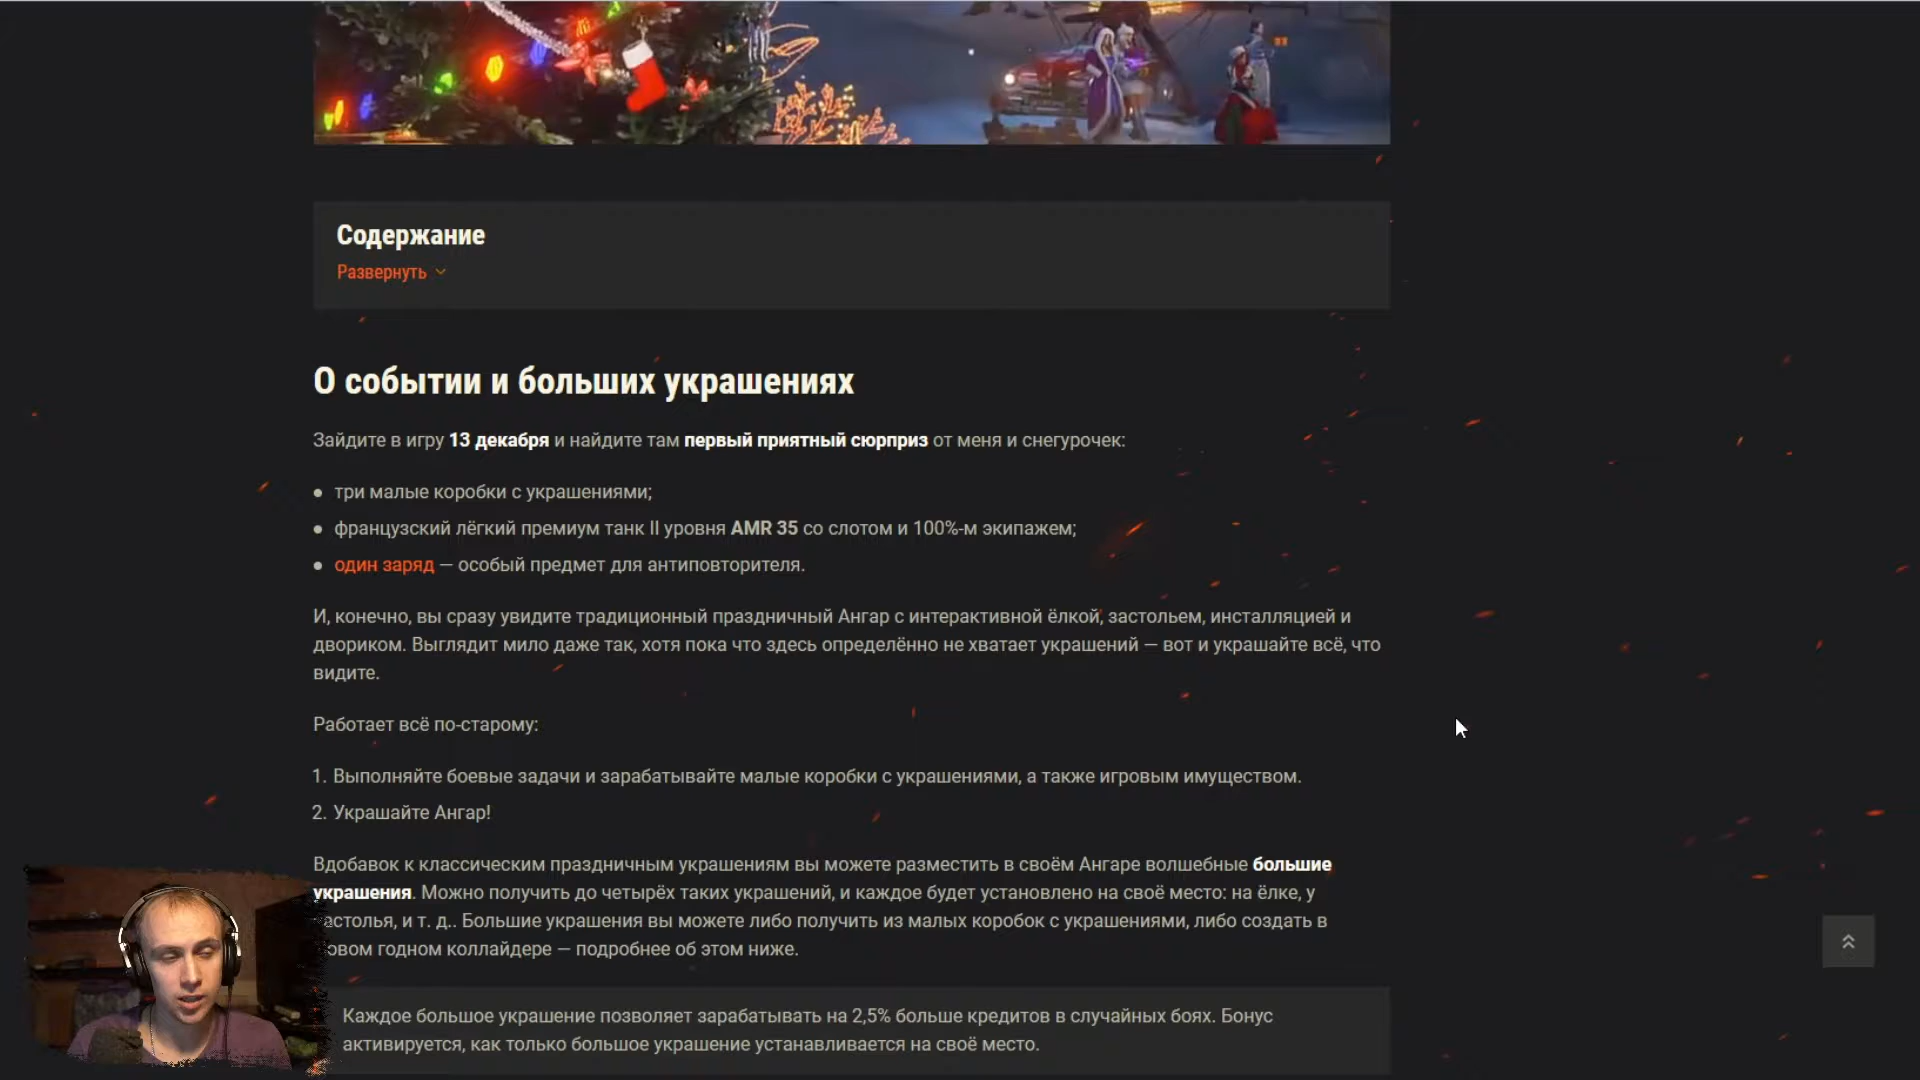 Содержание
Развернуть
О событии и больших украшениях
Зайдите в игру 13 декабря и найдите там первый приятный сюрприз от меня и снегурочек:
три малые коробки с украшениями;
французский лёгкий премиум танк II уровня AMR 35 со слотом и 100%-м экипажем;
один заряд — особый предмет для антиповторителя.
И, конечно, вы сразу увидите традиционный праздничный Ангар с интерактивной ёлкой, застольем, инсталляцией и
двориком. Выглядит мило даже так, хотя пока что здесь определённо не хватает украшений — вот и украшайте всё, что
видите.
Работает всё по-старому:
1. Выполняйте боевые задачи и зарабатывайте малые коробки с украшениями, а также игровым имуществом.
2. Украшайте Ангар!
Вдобавок к классическим праздничным украшениям вы можете разместить в своём Ангаре волшебные большие
украшения. Можно получить до четырёх таких украшений, и каждое будет установлено на своё место: на ёлке, у
астолья, и т. д.. Большие украшения вы можете либо получить из малых коробок с украшениями, либо создать в
овом годном коллайдере — подробнее об этом ниже.
Каждое большое украшение позволяет зарабатывать на 2,5% больше кредитов в случайных боях. Бонус
активируется, как только большое украшение устанавливается на своё место.